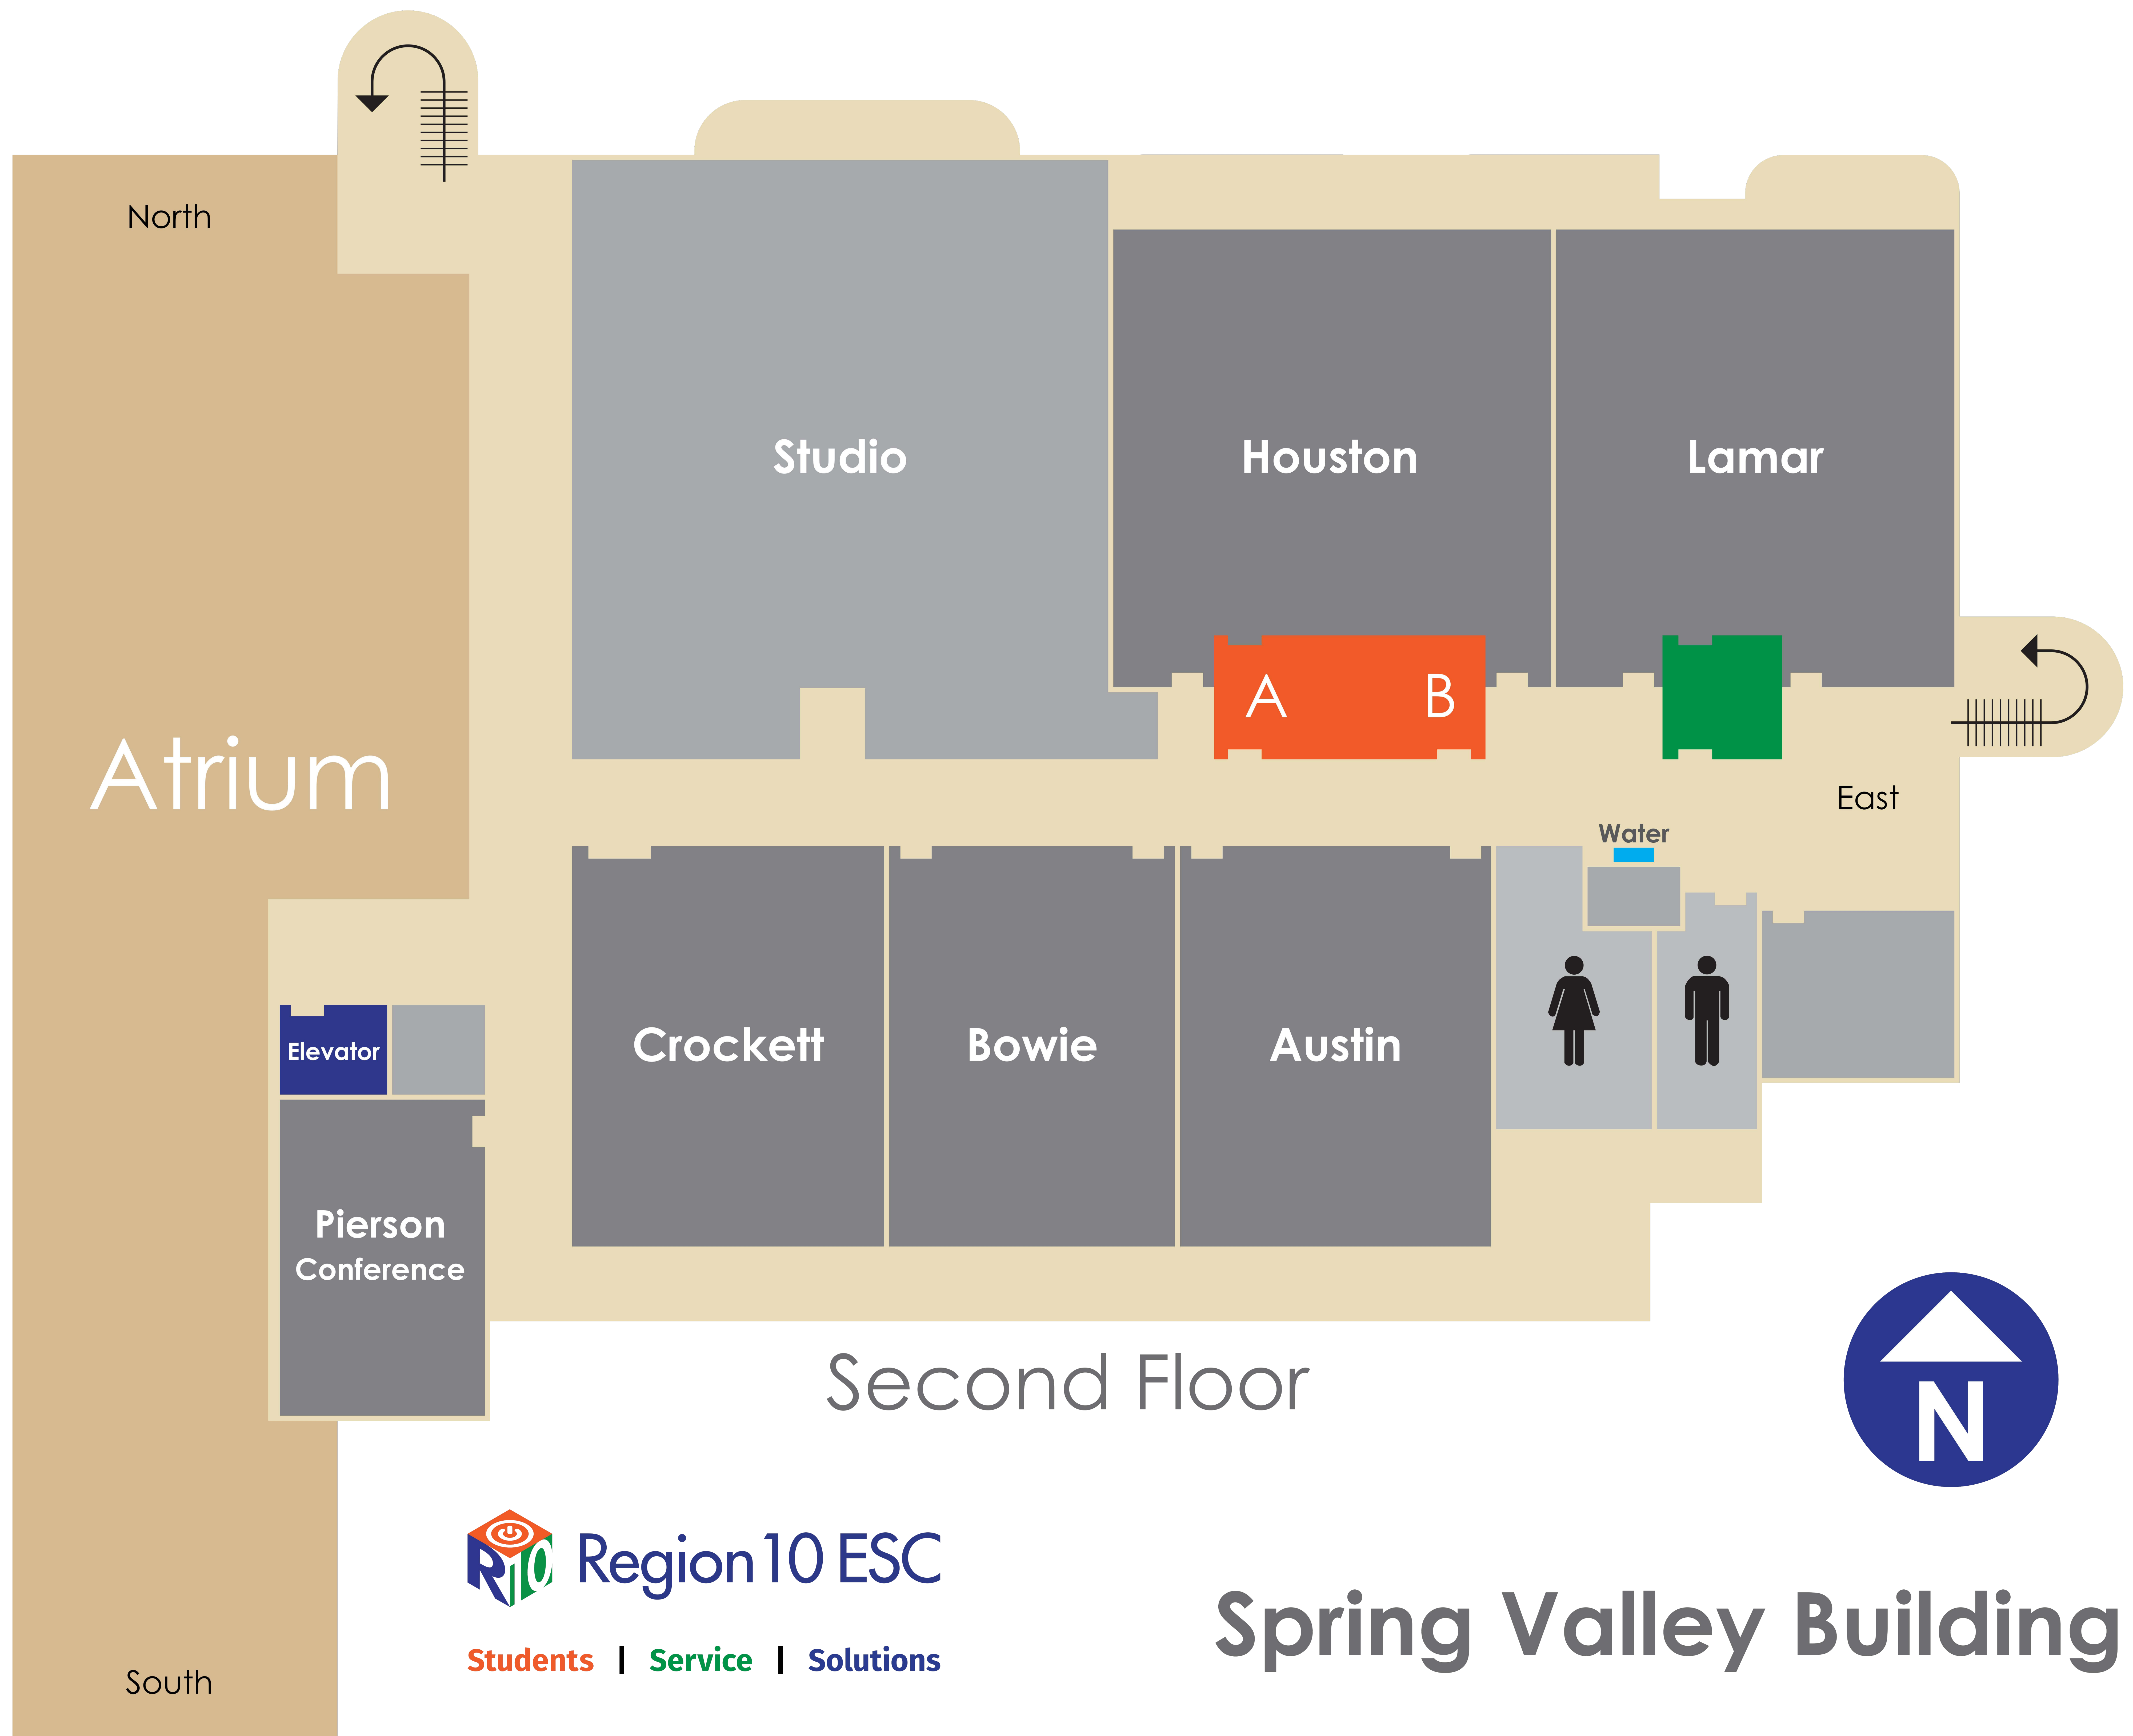 North
Studio
Houston
Lamar
A
B
Atrium
East
Water
Elevator
Crockett
Bowie
Austin
Pierson
Conference
Second Floor
N
R10
Region 10 ESC
Students | Service | Solutions
Spring Valley Building
South